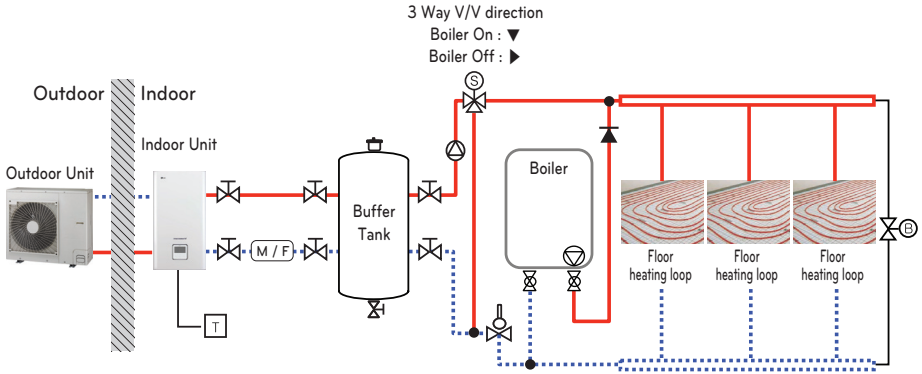 3 Way V/V direction
Boiler On : ▼
Boiler Off : ▶
S
Outdoor
Indoor
Indoor Unit
Outdoor Unit
Boiler
Buffer
Tank
M / F
B
Floor
heating loop
Floor
heating loop
Floor
heating loop
T